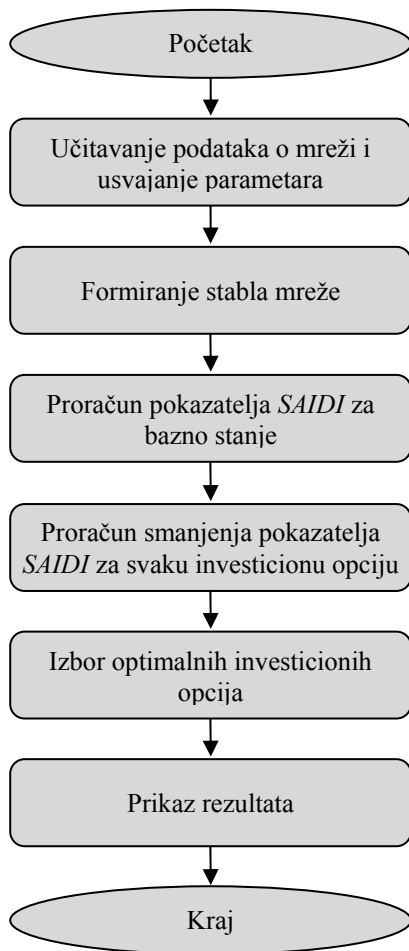 Početak
Učitavanje podataka o mreži i
usvajanje parametara
Formiranje stabla mreže
Proračun pokazatelja SAIDI za
bazno stanje
Proračun smanjenja pokazatelja
SAIDI za svaku investicionu opciju
Izbor optimalnih investicionih
opcija
Prikaz rezultata
Kraj